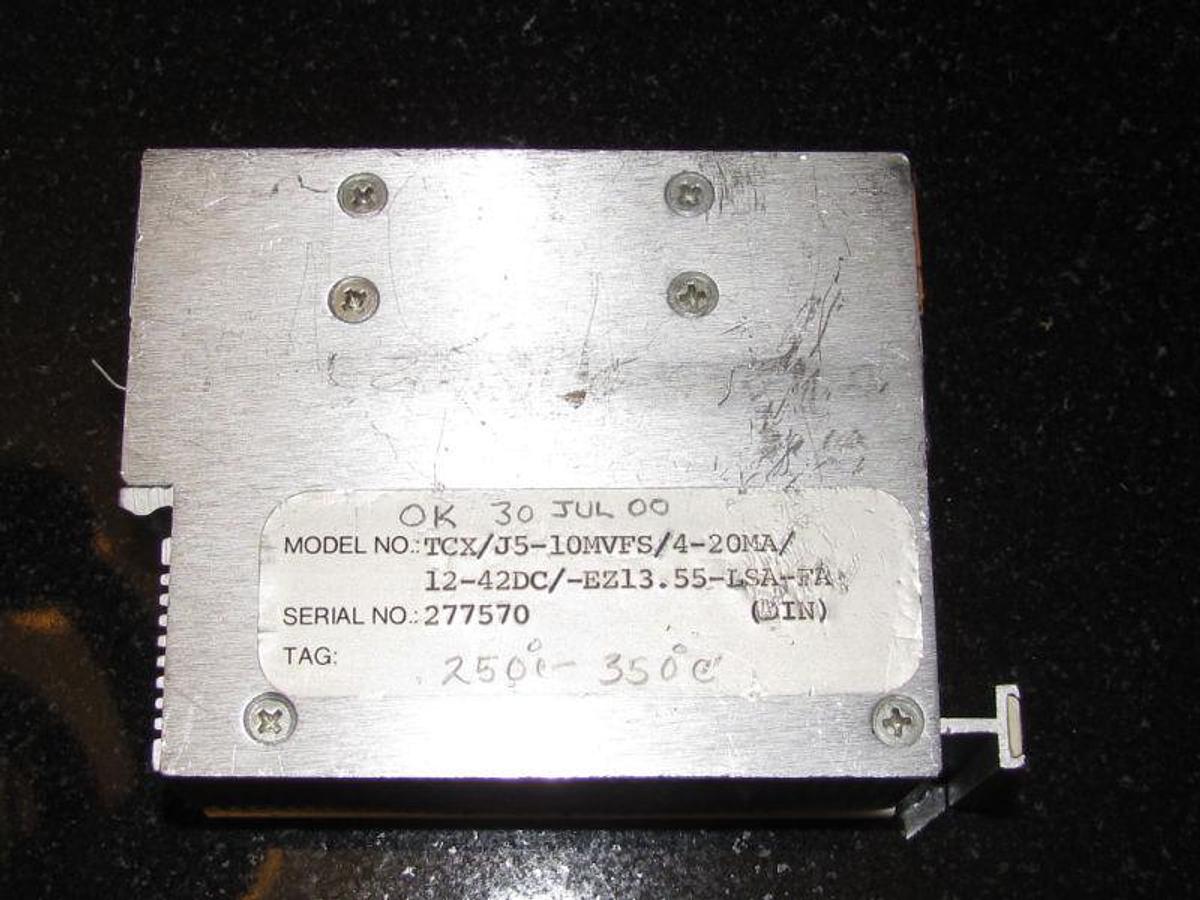 OK 30 JUL 00
MODEL NO.: TCX/J5-10MVFS/4-20MA/
12-42DC/-EZ13.55-LSA-FA
SERIAL NO.: 277570 (DIN)
TAG: 250°C- 350°C